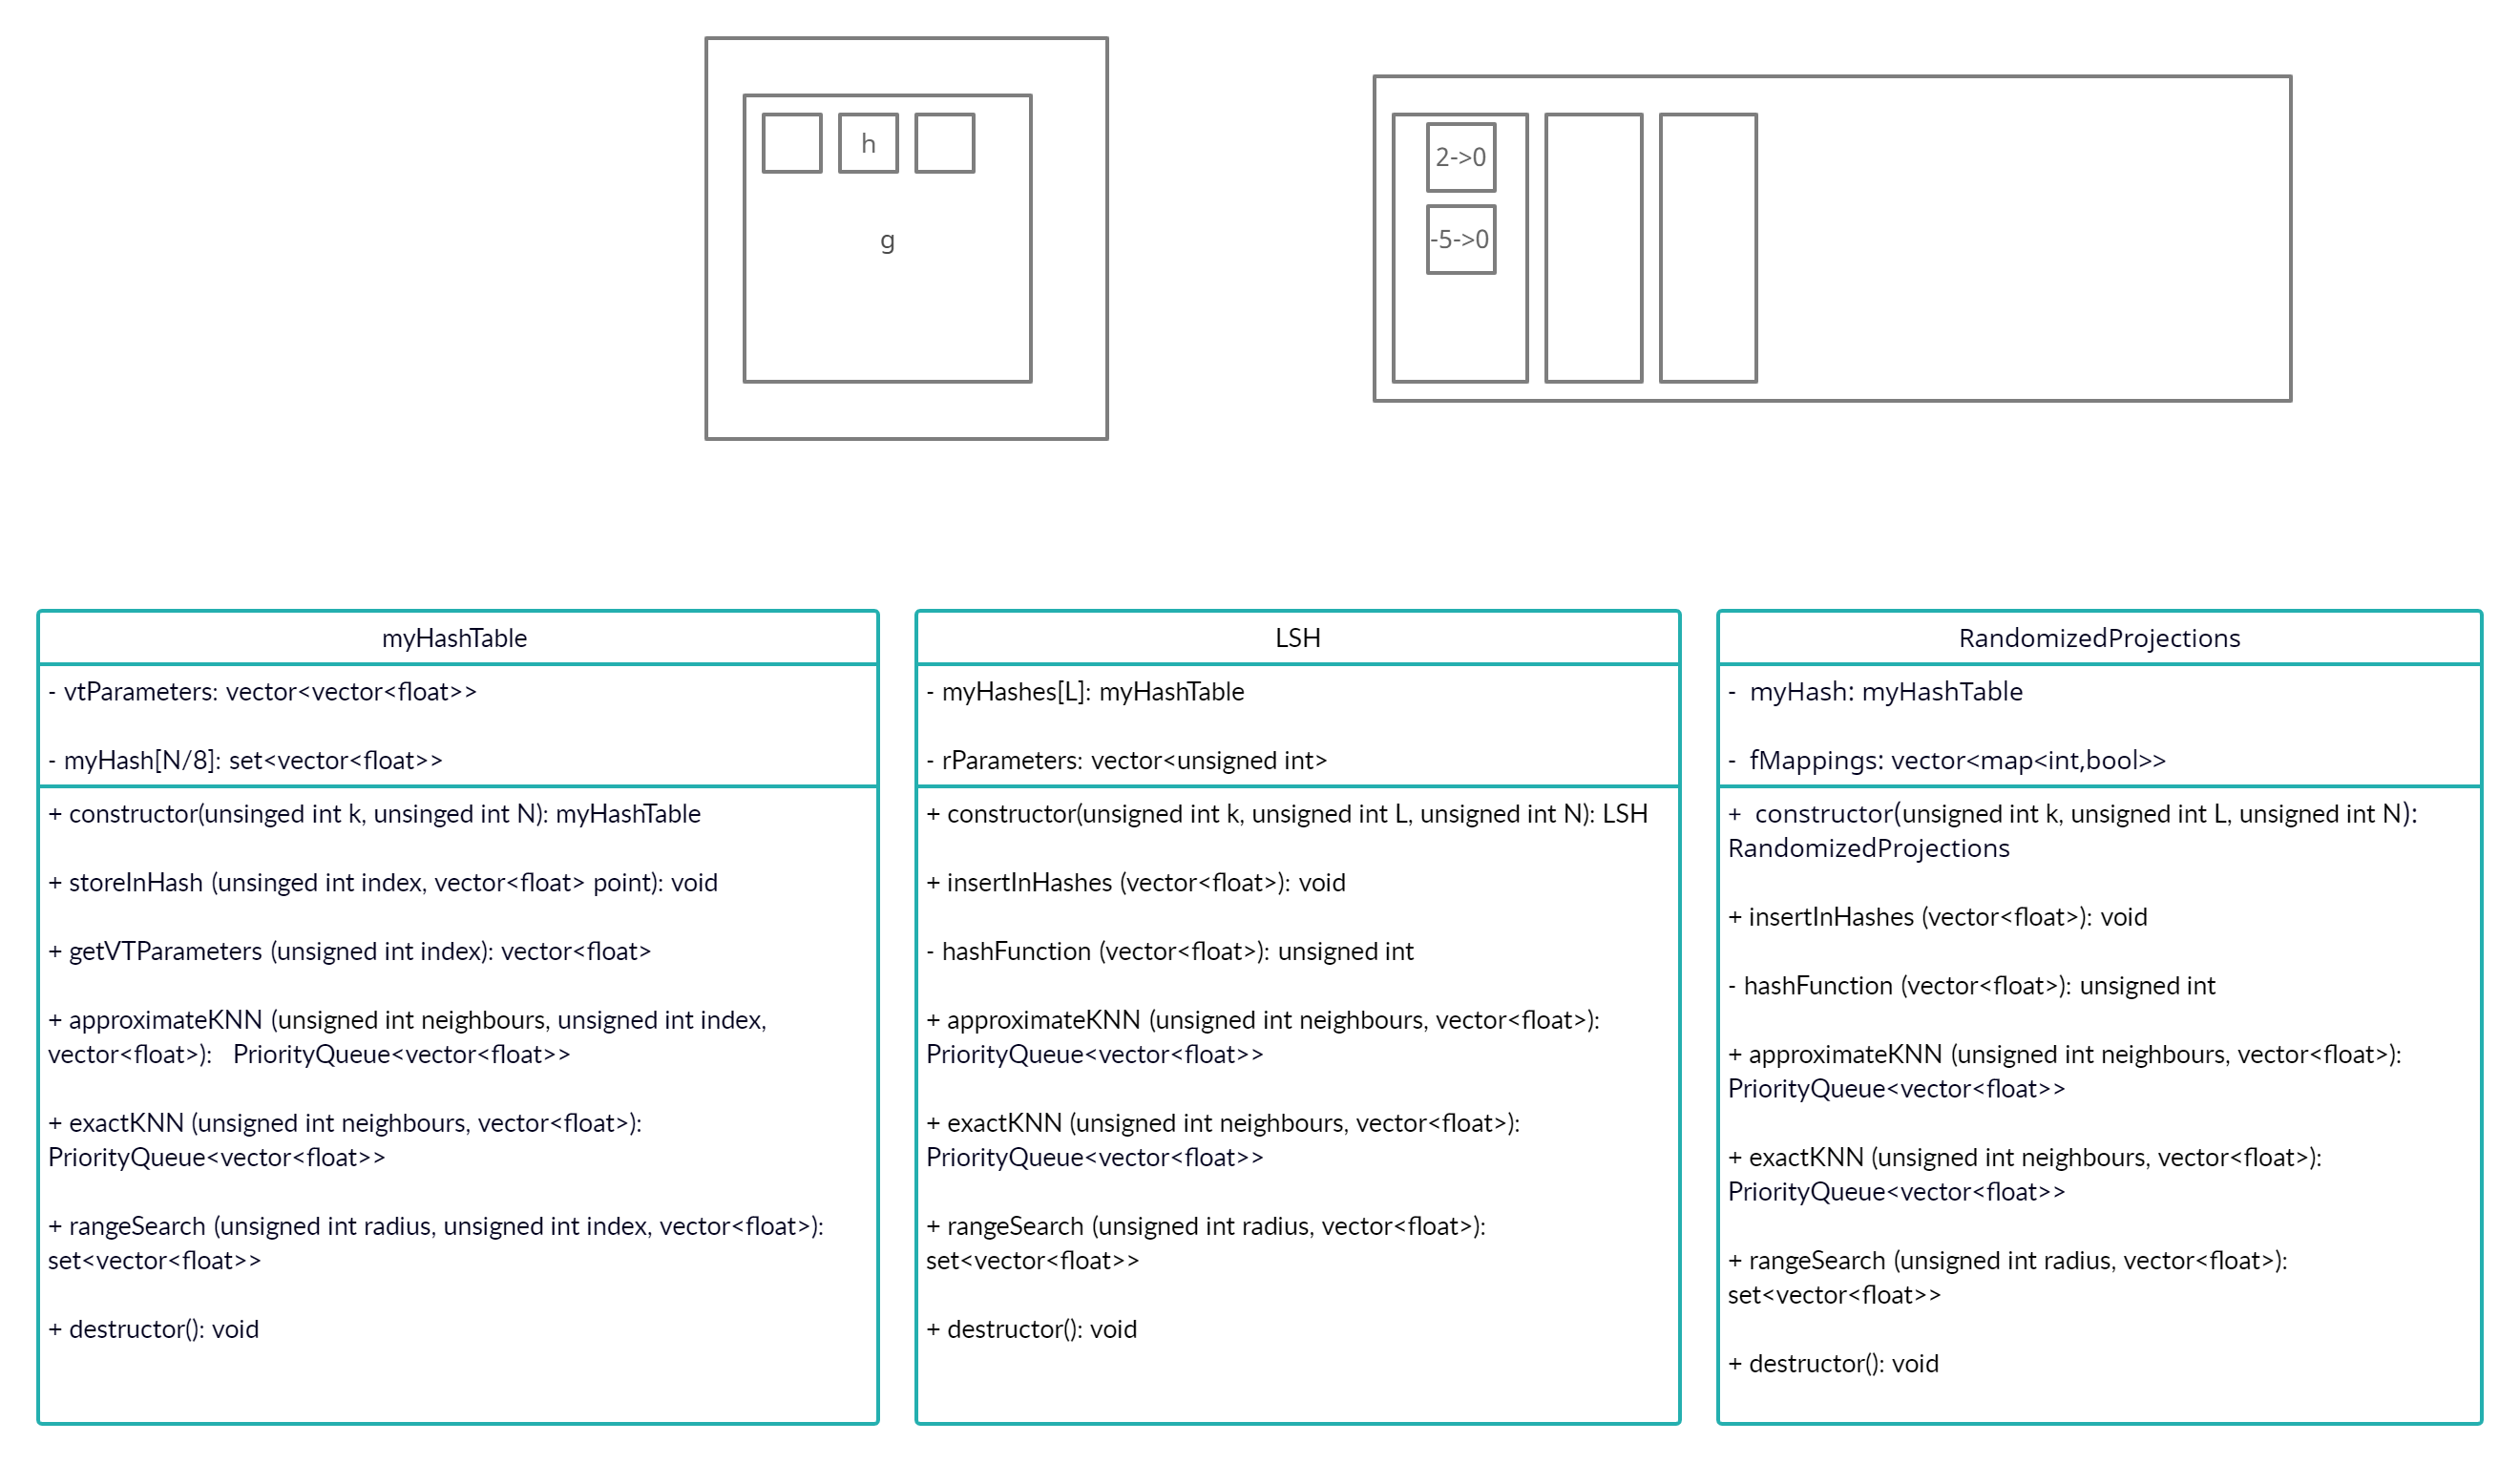 h
g
2->0
-5->0
myHashTable
- vtParameters: vector<vector<float>>
- myHash[N/8]: set<vector<float>>
+ constructor(unsinged int k, unsinged int N): myHashTable
+ storeInHash (unsinged int index, vector<float> point): void
+ getVTParameters (unsigned int index): vector<float>
+ approximateKNN (unsigned int neighbours, unsigned int index,
vector<float>): PriorityQueue<vector<float>>
+ exactKNN (unsigned int neighbours, vector<float>):
PriorityQueue<vector<float>>
+ rangeSearch (unsigned int radius, unsigned int index, vector<float>):
set<vector<float>>
+ destructor(): void
LSH
- myHashes[L]: myHashTable
- rParameters: vector<unsigned int>
+ constructor(unsigned int k, unsigned int L, unsigned int N): LSH
+ insertInHashes (vector<float>): void
- hashFunction (vector<float>): unsigned int
+ approximateKNN (unsigned int neighbours, vector<float>):
PriorityQueue<vector<float>>
+ exactKNN (unsigned int neighbours, vector<float>):
PriorityQueue<vector<float>>
+ rangeSearch (unsigned int radius, vector<float>):
set<vector<float>>
+ destructor(): void
RandomizedProjections
- myHash: myHashTable
- fMappings: vector<map<int,bool>>
+ constructor(unsigned int k, unsigned int L, unsigned int N):
RandomizedProjections
+ insertInHashes (vector<float>): void
- hashFunction (vector<float>): unsigned int
+ approximateKNN (unsigned int neighbours, vector<float>):
PriorityQueue<vector<float>>
+ exactKNN (unsigned int neighbours, vector<float>):
PriorityQueue<vector<float>>
+ rangeSearch (unsigned int radius, vector<float>):
set<vector<float>>
+ destructor(): void